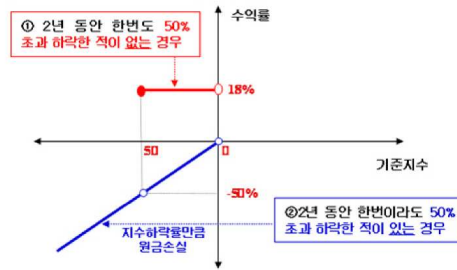 수익률
① 2년 동안 한번도 50%
초과 하락한 적이 없는 경우
18%
50
0
기준지수
-50%
지수하락률만큼
원금손실
②2년 동안 한번이라도 50%
초과 하락한 적이 있는 경우